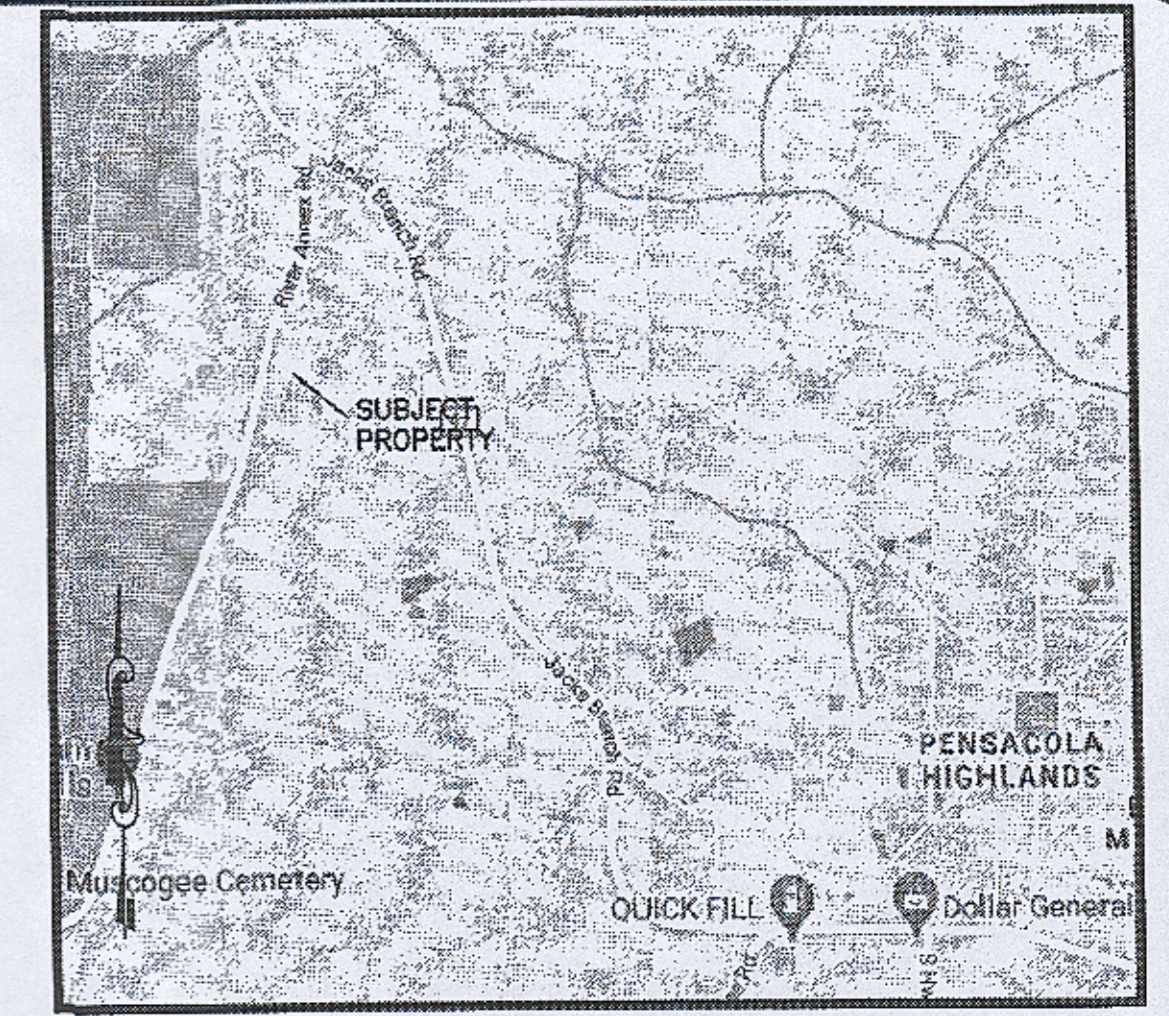 River Annex Rd
Jacks Branch Rd
SUBJECT
PROPERTY
Jacks Branch Rd
PENSACOLA
HIGHLANDS
M
Muscogee Cemetery
QUICK FILL
Dollar General
Rd